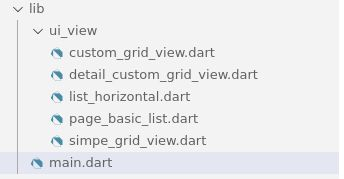 lib
ui_view
custom_grid_view.dart
detail_custom_grid_view.dart
list_horizontal.dart
page_basic_list.dart
simpe_grid_view.dart
main.dart